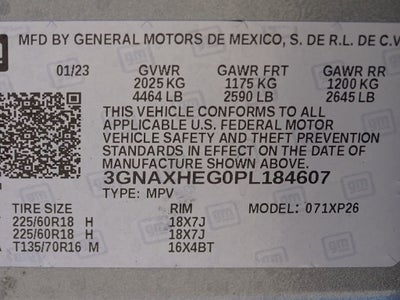 gm
MFD BY GENERAL MOTORS DE MEXICO, S. DE R.L. DE C.V
01/23 GVWR GAWR FRT GAWR RR
2025 KG 1175 KG 1200 KG
4464 LB 2590 LB 2645 LB
THIS VEHICLE CONFORMS TO ALL
APPLICABLE U.S. FEDERAL MOTOR
VEHICLE SAFETY AND THEFT PREVENTION
STANDARDS IN EFFECT ON THE DATE OF
MANUFACTURE SHOWN ABOVE.
3GNAXHEG0PL184607
TYPE: MPV
TIRE SIZE RIM MODEL: 071XP26
225/60R18 H 18X7J
225/60R18 H 18X7J
T135/70R16 M 16X4BT